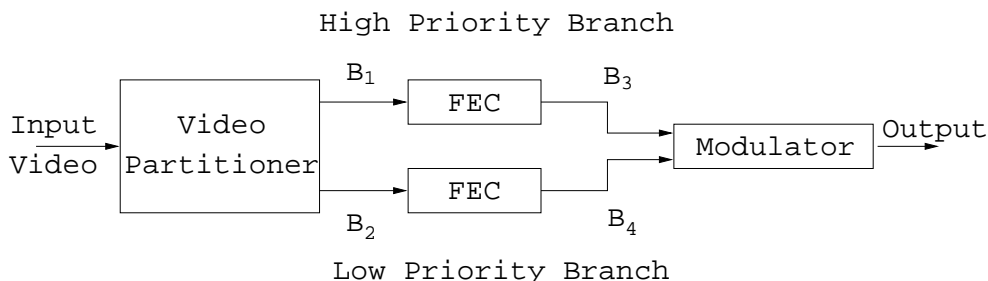 High Priority Branch
B1
FEC
B3
Input
Video
Video
Partitioner
Modulator
Output
FEC
B2
B4
Low Priority Branch